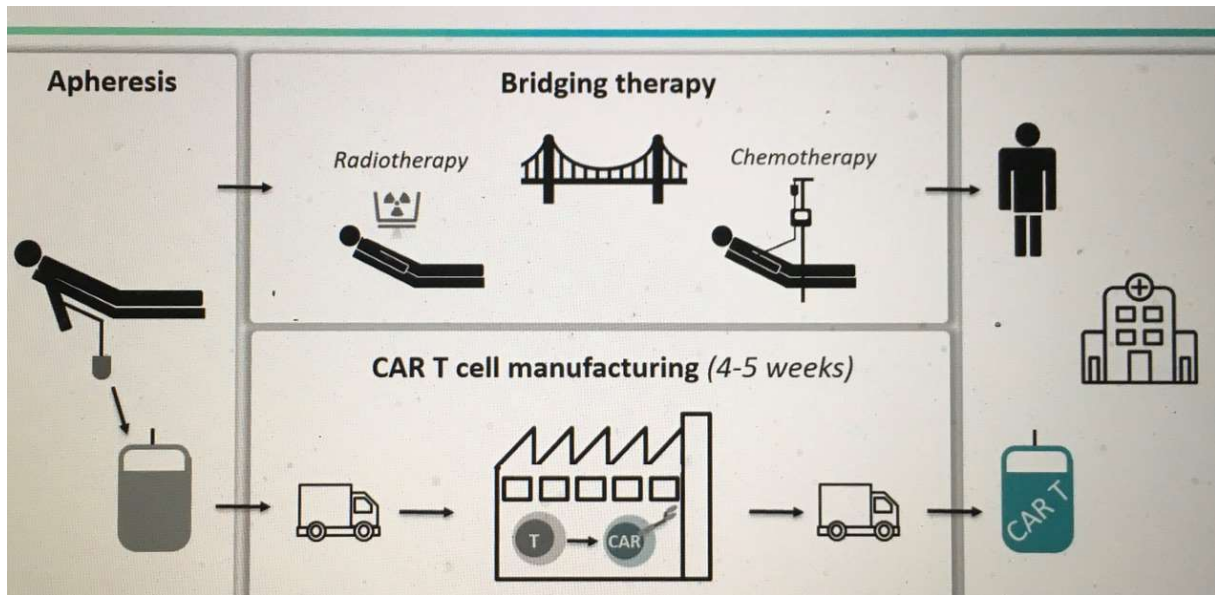 Apheresis
Bridging therapy
Radiotherapy
Chemotherapy
CAR T cell manufacturing (4-5 weeks)
T
CAR
CAR T